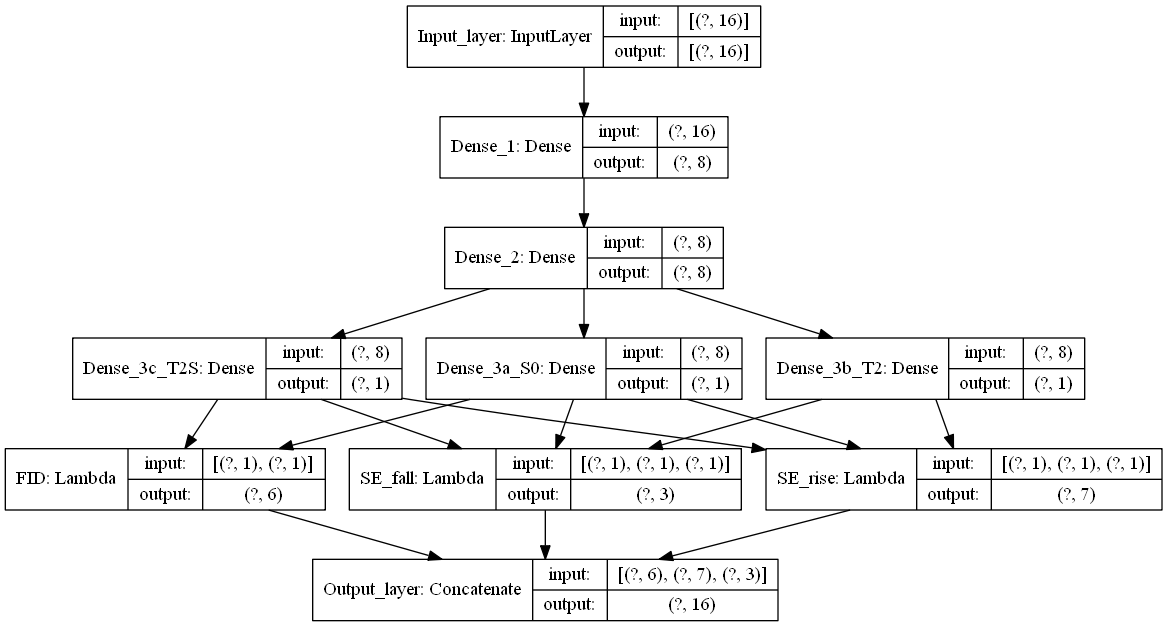 Input_layer: InputLayer
input: [(?, 16)]
output: [(?, 16)]
Dense_1: Dense
input: (?, 16)
output: (?, 8)
Dense_2: Dense
input: (?, 8)
output: (?, 8)
Dense_3c_T2S: Dense
input: (?, 8)
output: (?, 1)
Dense_3a_S0: Dense
input: (?, 8)
output: (?, 1)
Dense_3b_T2: Dense
input: (?, 8)
output: (?, 1)
FID: Lambda
input: [(?, 1), (?, 1)]
output: (?, 6)
SE_fall: Lambda
input: [(?, 1), (?, 1), (?, 1)]
output: (?, 3)
SE_rise: Lambda
input: [(?, 1), (?, 1), (?, 1)]
output: (?, 7)
Output_layer: Concatenate
input: [(?, 6), (?, 7), (?, 3)]
output: (?, 16)